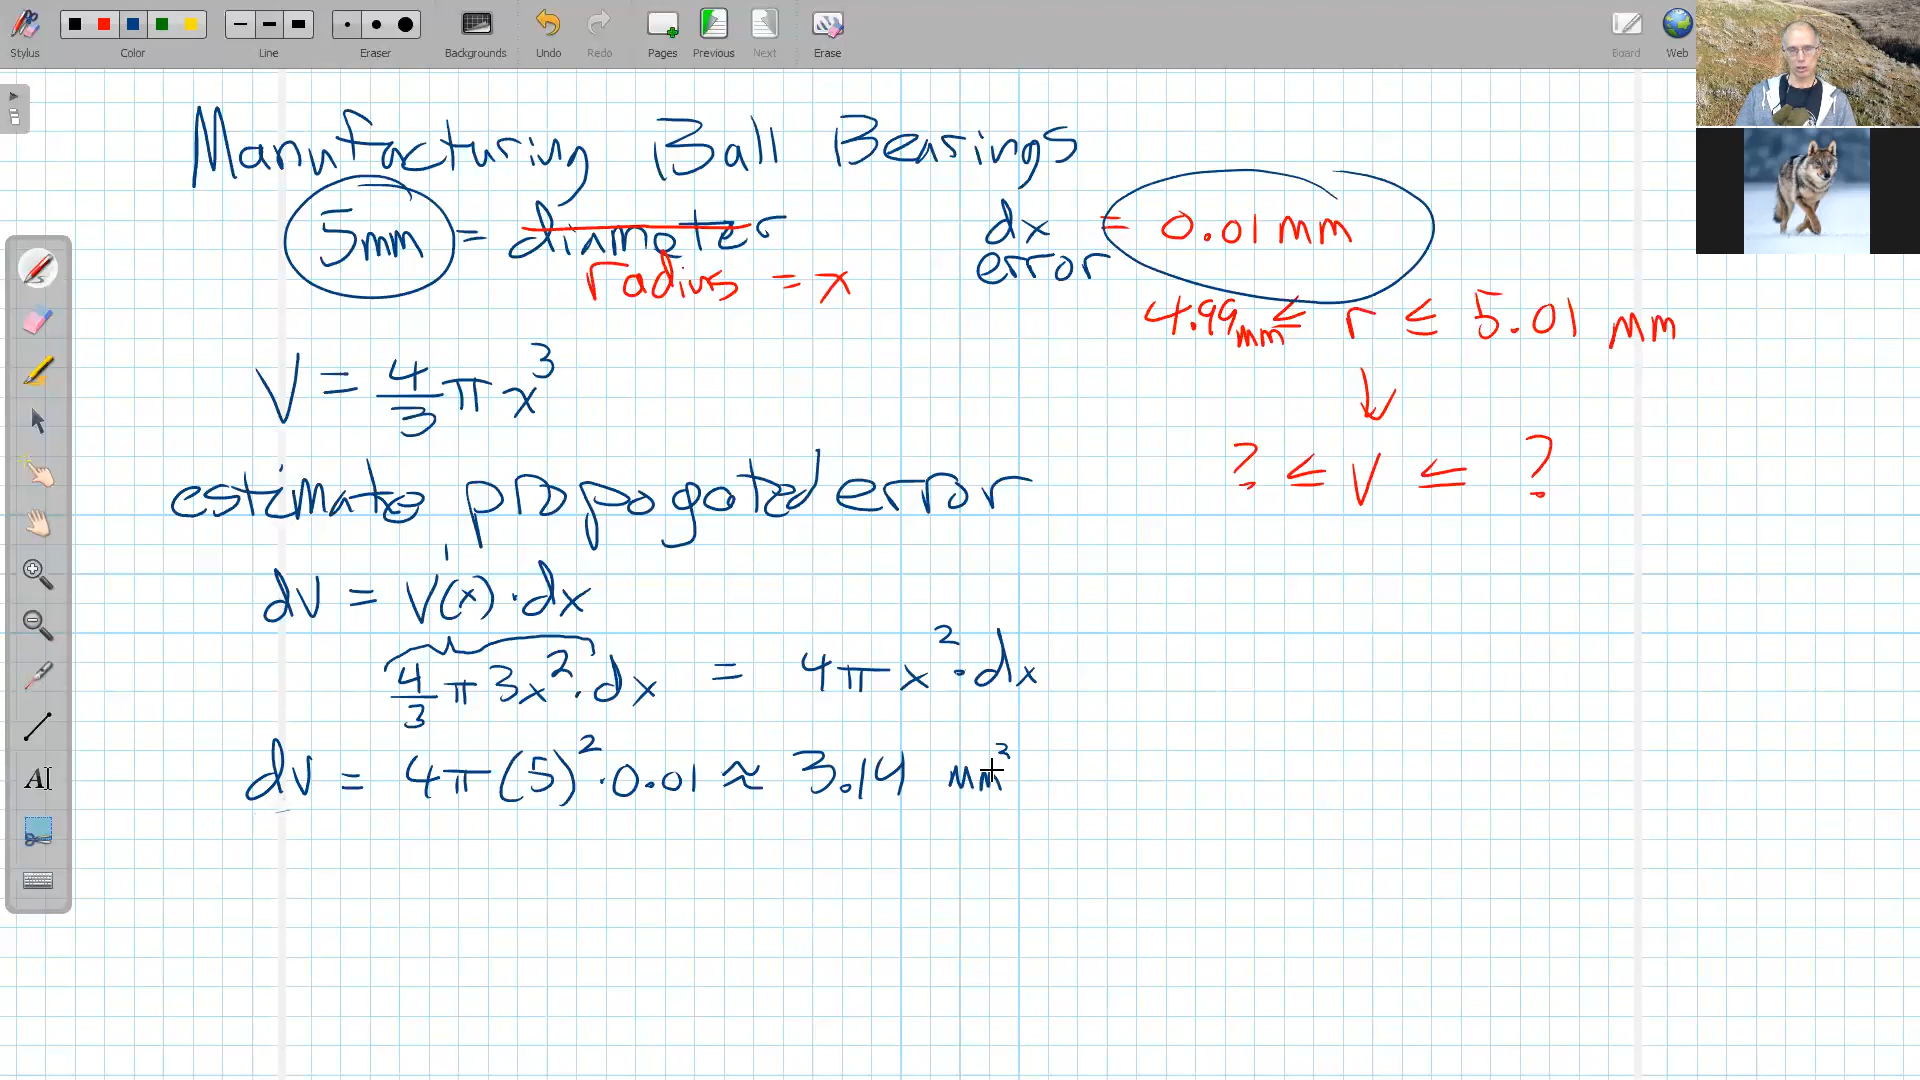 Stylus Color Line Eraser Backgrounds Undo Redo Pages Previous Next Erase Board Web
Manufacturing Ball Bearings
5mm = diameter
radius = x
dx = 0.01 mm
error
4.99mm ≤ r ≤ 5.01 mm
↓
? ≤ V ≤ ?
V = 4/3 π x³
estimate propogated error
dV = V'(x) · dx
4/3 π 3x² · dx = 4πx² · dx
dV = 4π(5)² · 0.01 ≈ 3.14 mm³